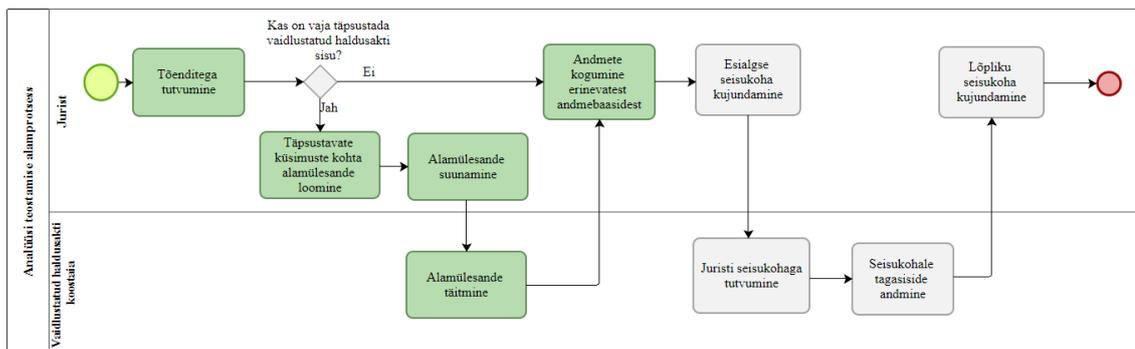 Analüüsi teostamise alamprotsess
Jurist
Kas on vaja täpsustada
vaidlustatud haldusakti
sisu?
Tõenditega
tutvumine
Ei
Jah
Andmete
kogumine
erinevatest
andmebaasidest
Esialgse
seisukoha
kujundamine
Lõpliku
seisukoha
kujundamine
Täpsustavate
küsimuste kohta
alamülesande
loomine
Alamülesande
suunamine
Vaidlustatud haldusakti
koostaja
Alamülesande
täitmine
Juristi seisukohaga
tutvumine
Seisukohale
tagasiside
andmine